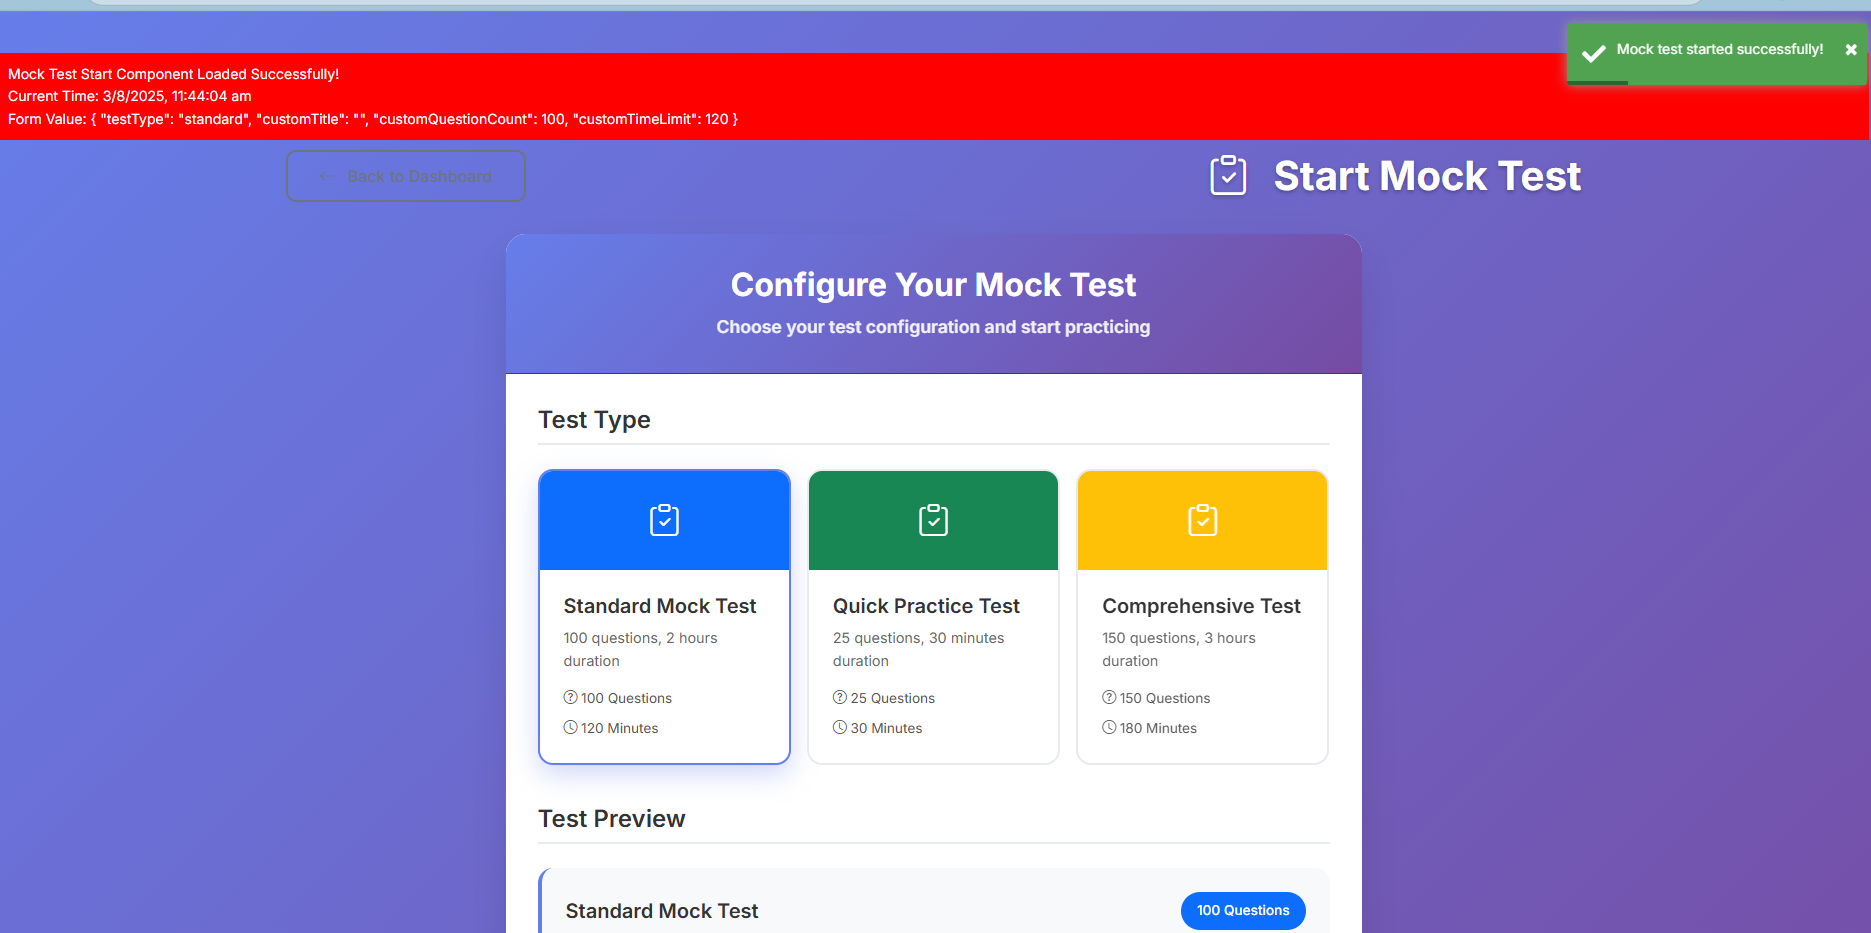 Mock test started successfully!
Mock Test Start Component Loaded Successfully!
Current Time: 3/8/2025, 11:44:04 am
Form Value: { "testType": "standard", "customTitle": "", "customQuestionCount": 100, "customTimeLimit": 120 }
← Back to Dashboard
Start Mock Test
Configure Your Mock Test
Choose your test configuration and start practicing
Test Type
Standard Mock Test
100 questions, 2 hours
duration
100 Questions
120 Minutes
Quick Practice Test
25 questions, 30 minutes
duration
25 Questions
30 Minutes
Comprehensive Test
150 questions, 3 hours
duration
150 Questions
180 Minutes
Test Preview
Standard Mock Test
100 Questions